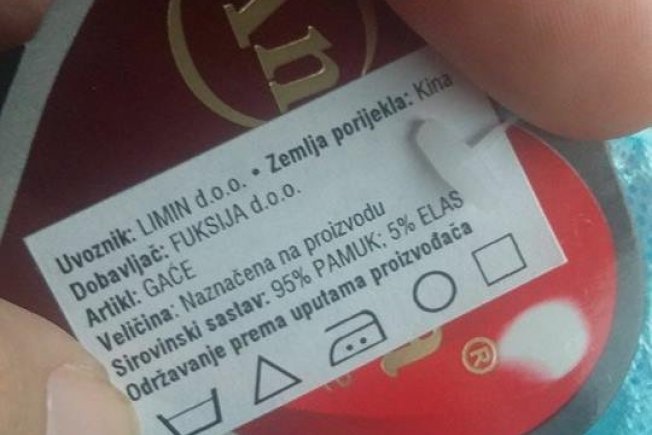 Uvoznik: LIMIN d.o.o. • Zemlja porijekla: Kina
Dobavljač: FUKSIJA d.o.o.
Artikl: GAĆE
Veličina: Naznačena na proizvodu
Sirovinski sastav: 95% PAMUK; 5% ELAS
Održavanje prema uputama proizvođača
®